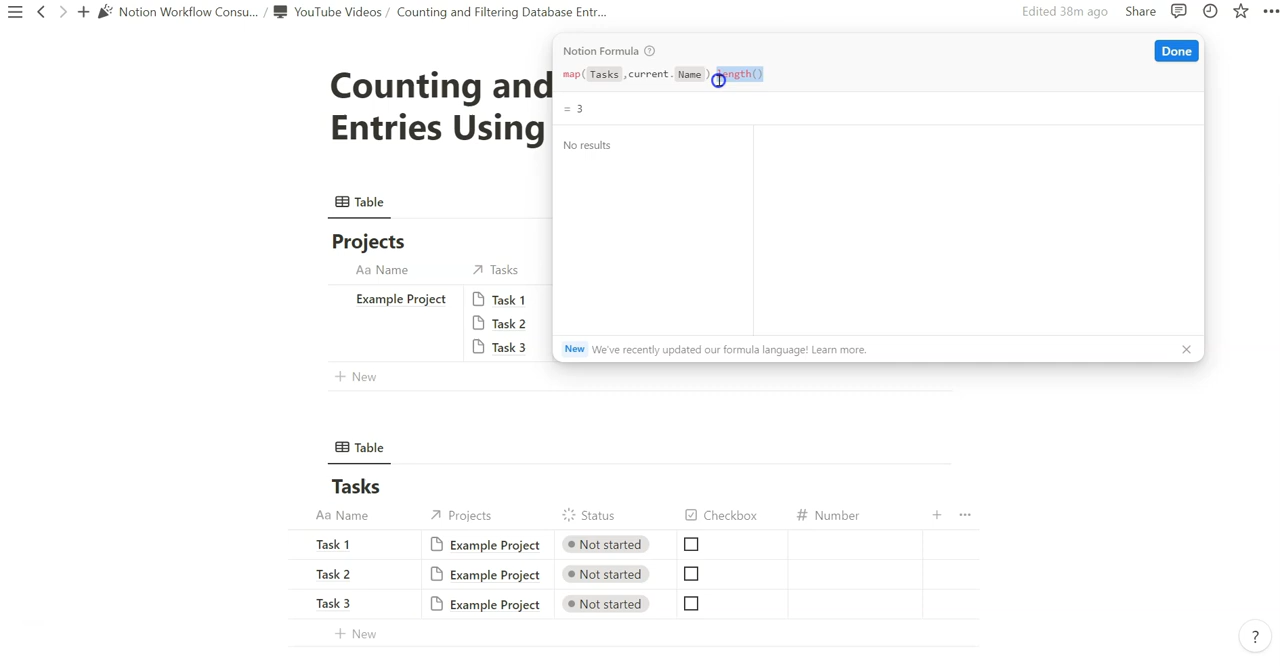 Notion Workflow Consu... / YouTube Videos / Counting and Filtering Database Entr...
Edited 38m ago Share
Counting and
Entries Using
Notion Formula
Done
map( Tasks ,current. Name ).length()
= 3
No results
New We've recently updated our formula language! Learn more.
Table
Projects
Aa Name Tasks
Example Project Task 1
Task 2
Task 3
+ New
Table
Tasks
Aa Name Projects Status Checkbox # Number
Task 1 Example Project Not started
Task 2 Example Project Not started
Task 3 Example Project Not started
+ New
?